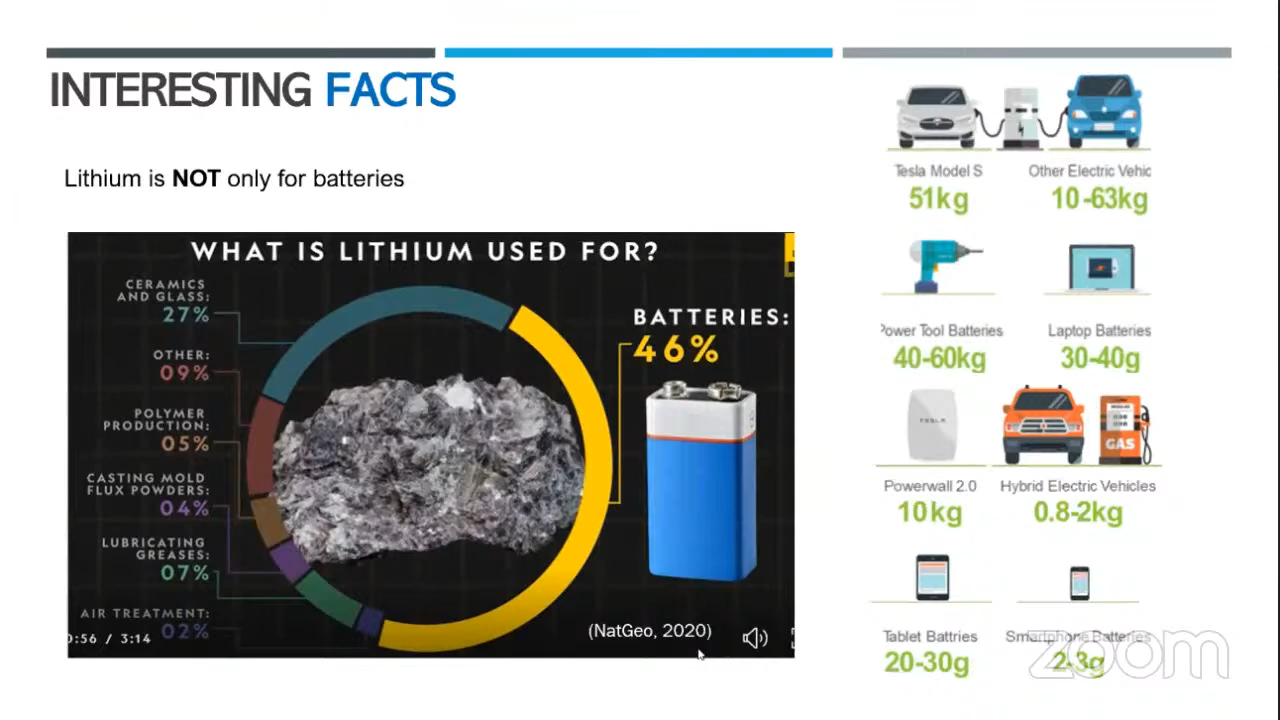 INTERESTING FACTS
Lithium is NOT only for batteries
WHAT IS LITHIUM USED FOR?
CERAMICS
AND GLASS:
27%
OTHER:
09%
POLYMER
PRODUCTION:
05%
CASTING MOLD
FLUX POWDERS:
04%
LUBRICATING
GREASES:
07%
AIR TREATMENT:
02%
BATTERIES:
46%
0:56 / 3:14
(NatGeo, 2020)
Tesla Model S
51kg
Other Electric Vehic
10-63kg
Power Tool Batteries
40-60kg
Laptop Batteries
30-40g
TESLA
Powerwall 2.0
10kg
GAS
Hybrid Electric Vehicles
0.8-2kg
Tablet Battries
20-30g
Smartphone Batteries
2-3g
zoom